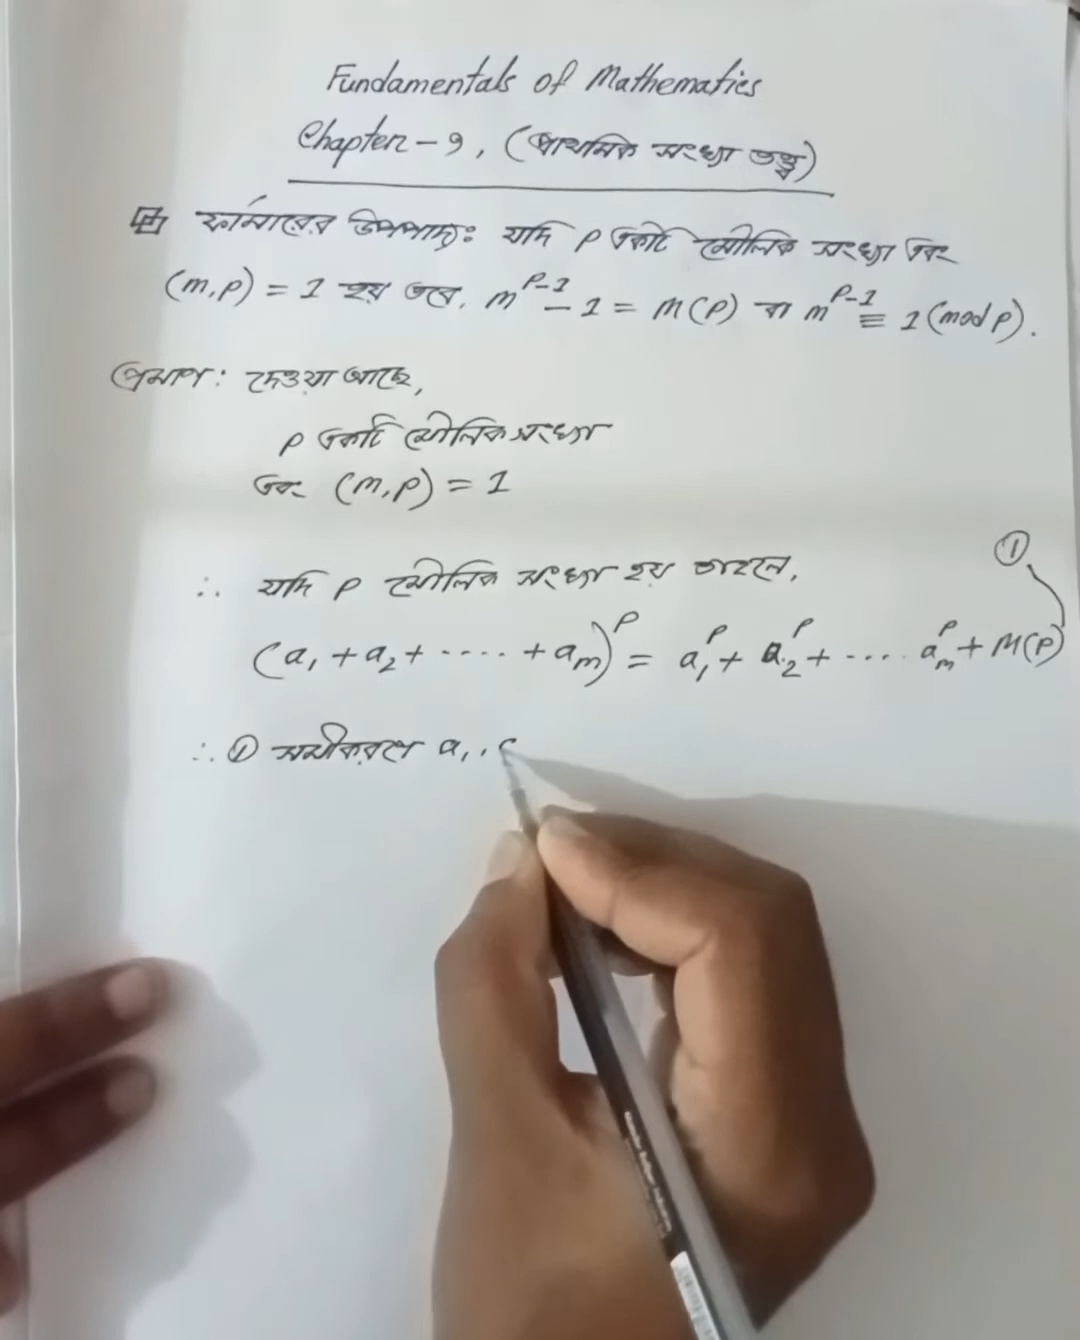 Fundamentals of Mathematics
Chapter - 9, (প্রাথমিক সংখ্যা তত্ত্ব)
ফার্মারের উপপাদ্য: যদি p একটি মৌলিক সংখ্যা এবং
(m, p) = 1 হয় তবে, m^{p-1} - 1 = M(p) বা m^{p-1} ≡ 1 (mod p).
প্রমাণ: দেওয়া আছে,
p একটি মৌলিক সংখ্যা
এবং (m, p) = 1
∴ যদি p মৌলিক সংখ্যা হয় তাহলে,
(a₁ + a₂ + ..... + aₘ)^p = a₁^p + a₂^p + .... aₘ^p + M(p) ①
∴ ① সমীকরণে a₁,